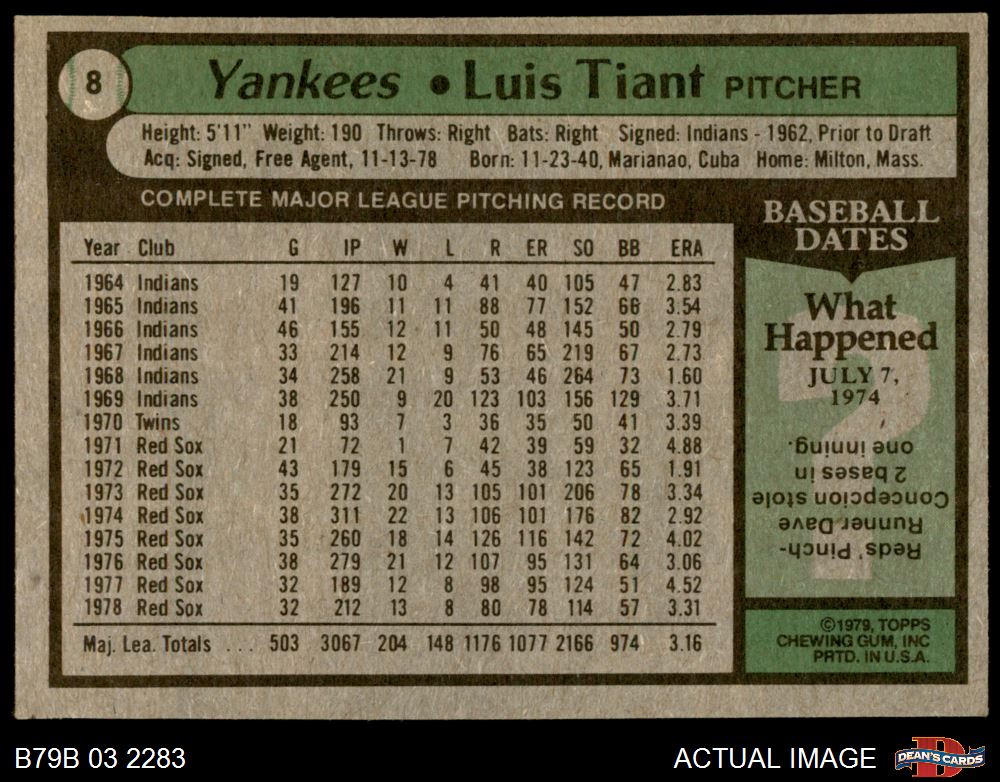 8
Yankees • Luis Tiant PITCHER
Height: 5'11" Weight: 190 Throws: Right Bats: Right Signed: Indians - 1962, Prior to Draft
Acq: Signed, Free Agent, 11-13-78 Born: 11-23-40, Marianao, Cuba Home: Milton, Mass.
COMPLETE MAJOR LEAGUE PITCHING RECORD
Year Club G IP W L R ER SO BB ERA
1964 Indians 19 127 10 4 41 40 105 47 2.83
1965 Indians 41 196 11 11 88 77 152 66 3.54
1966 Indians 46 155 12 11 50 48 145 50 2.79
1967 Indians 33 214 12 9 76 65 219 67 2.73
1968 Indians 34 258 21 9 53 46 264 73 1.60
1969 Indians 38 250 9 20 123 103 156 129 3.71
1970 Twins 18 93 7 3 36 35 50 41 3.39
1971 Red Sox 21 72 1 7 42 39 59 32 4.88
1972 Red Sox 43 179 15 6 45 38 123 65 1.91
1973 Red Sox 35 272 20 13 105 101 206 78 3.34
1974 Red Sox 38 311 22 13 106 101 176 82 2.92
1975 Red Sox 35 260 18 14 126 116 142 72 4.02
1976 Red Sox 38 279 21 12 107 95 131 64 3.06
1977 Red Sox 32 189 12 8 98 95 124 51 4.52
1978 Red Sox 32 212 13 8 80 78 114 57 3.31
Maj. Lea. Totals . . . 503 3067 204 148 1176 1077 2166 974 3.16
BASEBALL
DATES
What
Happened
JULY 7,
1974
Reds' Pinch-
Runner Dave
Concepcion stole
2 bases in
one inning.
©1979, TOPPS
CHEWING GUM, INC
PRTD. IN U.S.A.
B79B 03 2283
ACTUAL IMAGE
D
DEAN'S CARDS